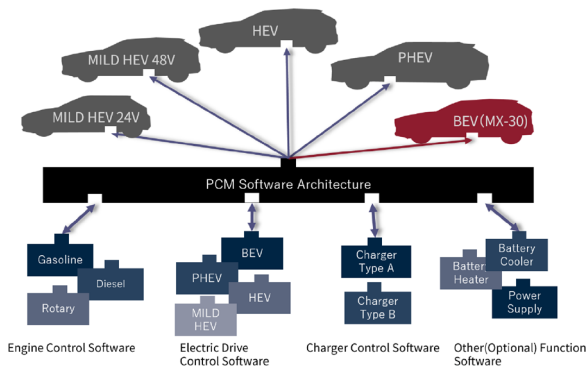 HEV
MILD HEV 48V
PHEV
MILD HEV 24V
BEV(MX-30)
PCM Software Architecture
Gasoline
Diesel
Rotary
BEV
PHEV
HEV
MILD
HEV
Charger
Type A
Charger
Type B
Battery
Cooler
Battery
Heater
Power
Supply
Engine Control Software
Electric Drive
Control Software
Charger Control Software
Other(Optional) Function
Software